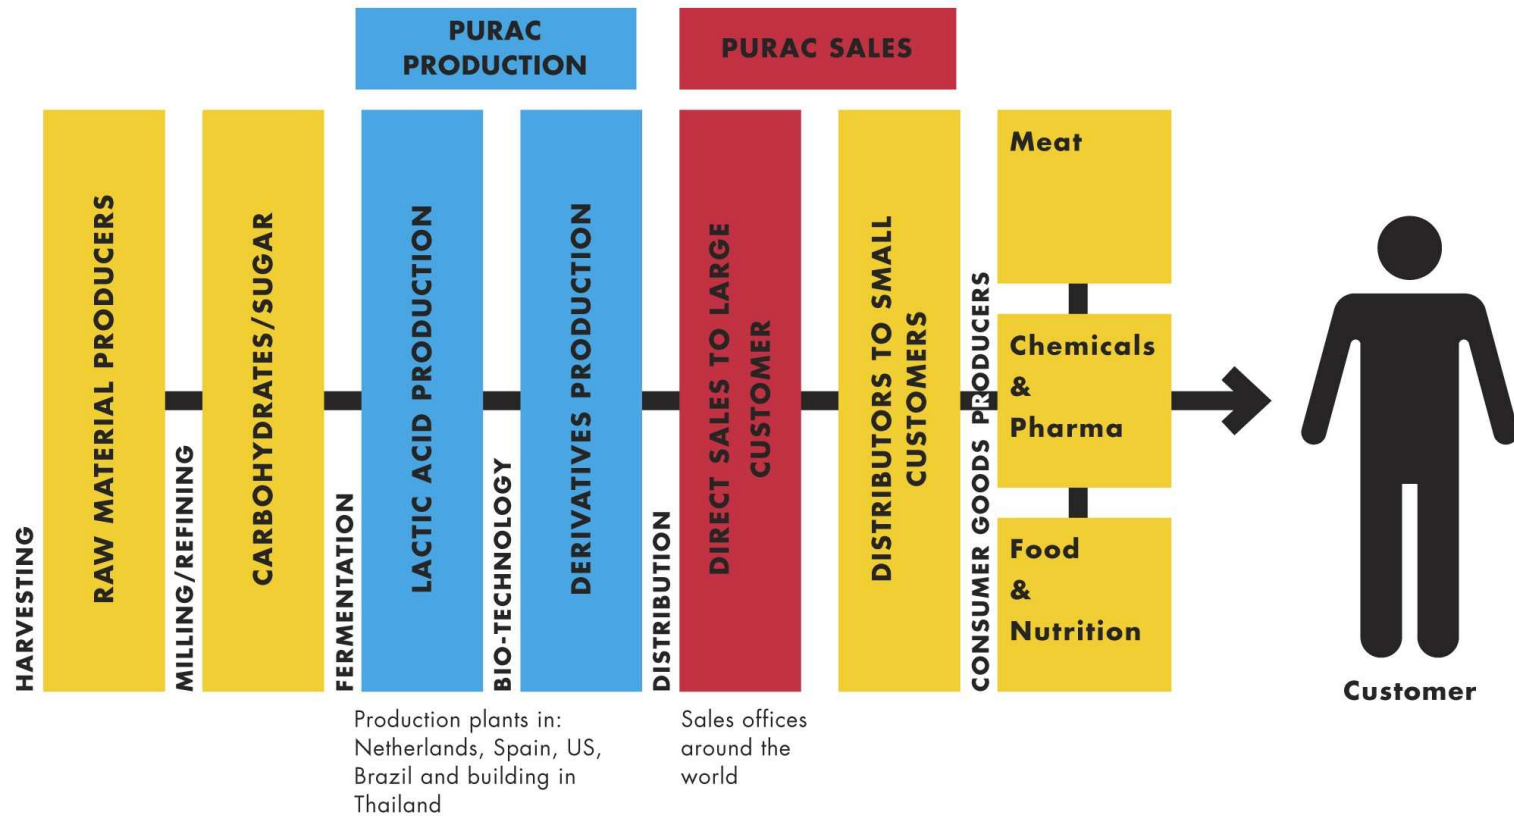 PURAC
PRODUCTION
PURAC SALES
HARVESTING
RAW MATERIAL PRODUCERS
MILLING/REFINING
CARBOHYDRATES/SUGAR
FERMENTATION
LACTIC ACID PRODUCTION
BIO-TECHNOLOGY
DERIVATIVES PRODUCTION
DISTRIBUTION
DIRECT SALES TO LARGE
CUSTOMER
DISTRIBUTORS TO SMALL
CUSTOMERS
CONSUMER GOODS PRODUCERS
Meat
Chemicals
&
Pharma
Food
&
Nutrition
Customer
Production plants in:
Netherlands, Spain, US,
Brazil and building in
Thailand
Sales offices
around the
world